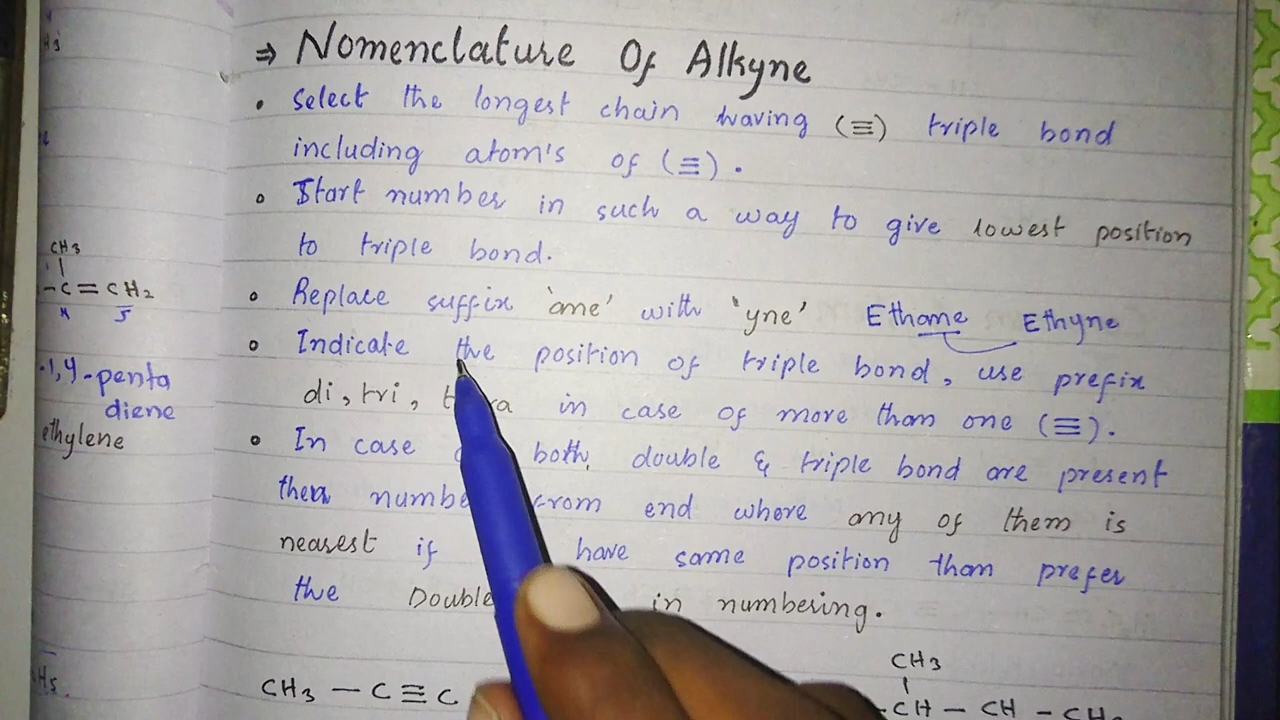 ⇒ Nomenclature Of Alkyne
• Select the longest chain having (≡) triple bond
including atom's of (≡).
• Start number in such a way to give lowest position
to triple bond.
• Replace suffix 'ane' with 'yne' Ethane Ethyne
• Indicate the position of triple bond, use prefix
di, tri, in case of more than one (≡).
• In case both, double & triple bond are present
then from end where any of them is
nearest if have same position than prefer
the Double in numbering.
CH3 – C ≡ C
CH3
CH – CH – CH2
CH3
–C = CH2
4 5
-1,4-penta
diene
ethylene
H5.
H3